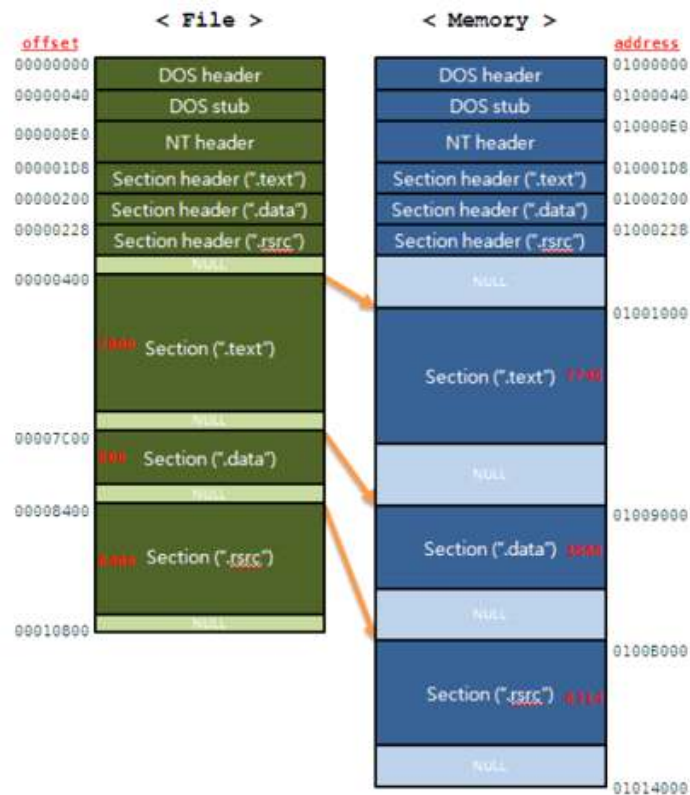 < File >
offset
00000000
DOS header
00000040
DOS stub
000000E0
NT header
000001D8
Section header (".text")
00000200
Section header (".data")
00000228
Section header (".rsrc")
NULL
00000400
Section (".text")
NULL
00007C00
Section (".data")
NULL
00008400
Section (".rsrc")
NULL
00010800
< Memory >
address
DOS header
01000000
DOS stub
01000040
NT header
010000E0
Section header (".text")
010001D8
Section header (".data")
01000200
Section header (".rsrc")
01000228
NULL
01001000
Section (".text")
NULL
01009000
Section (".data")
NULL
0100B000
Section (".rsrc")
NULL
01014000